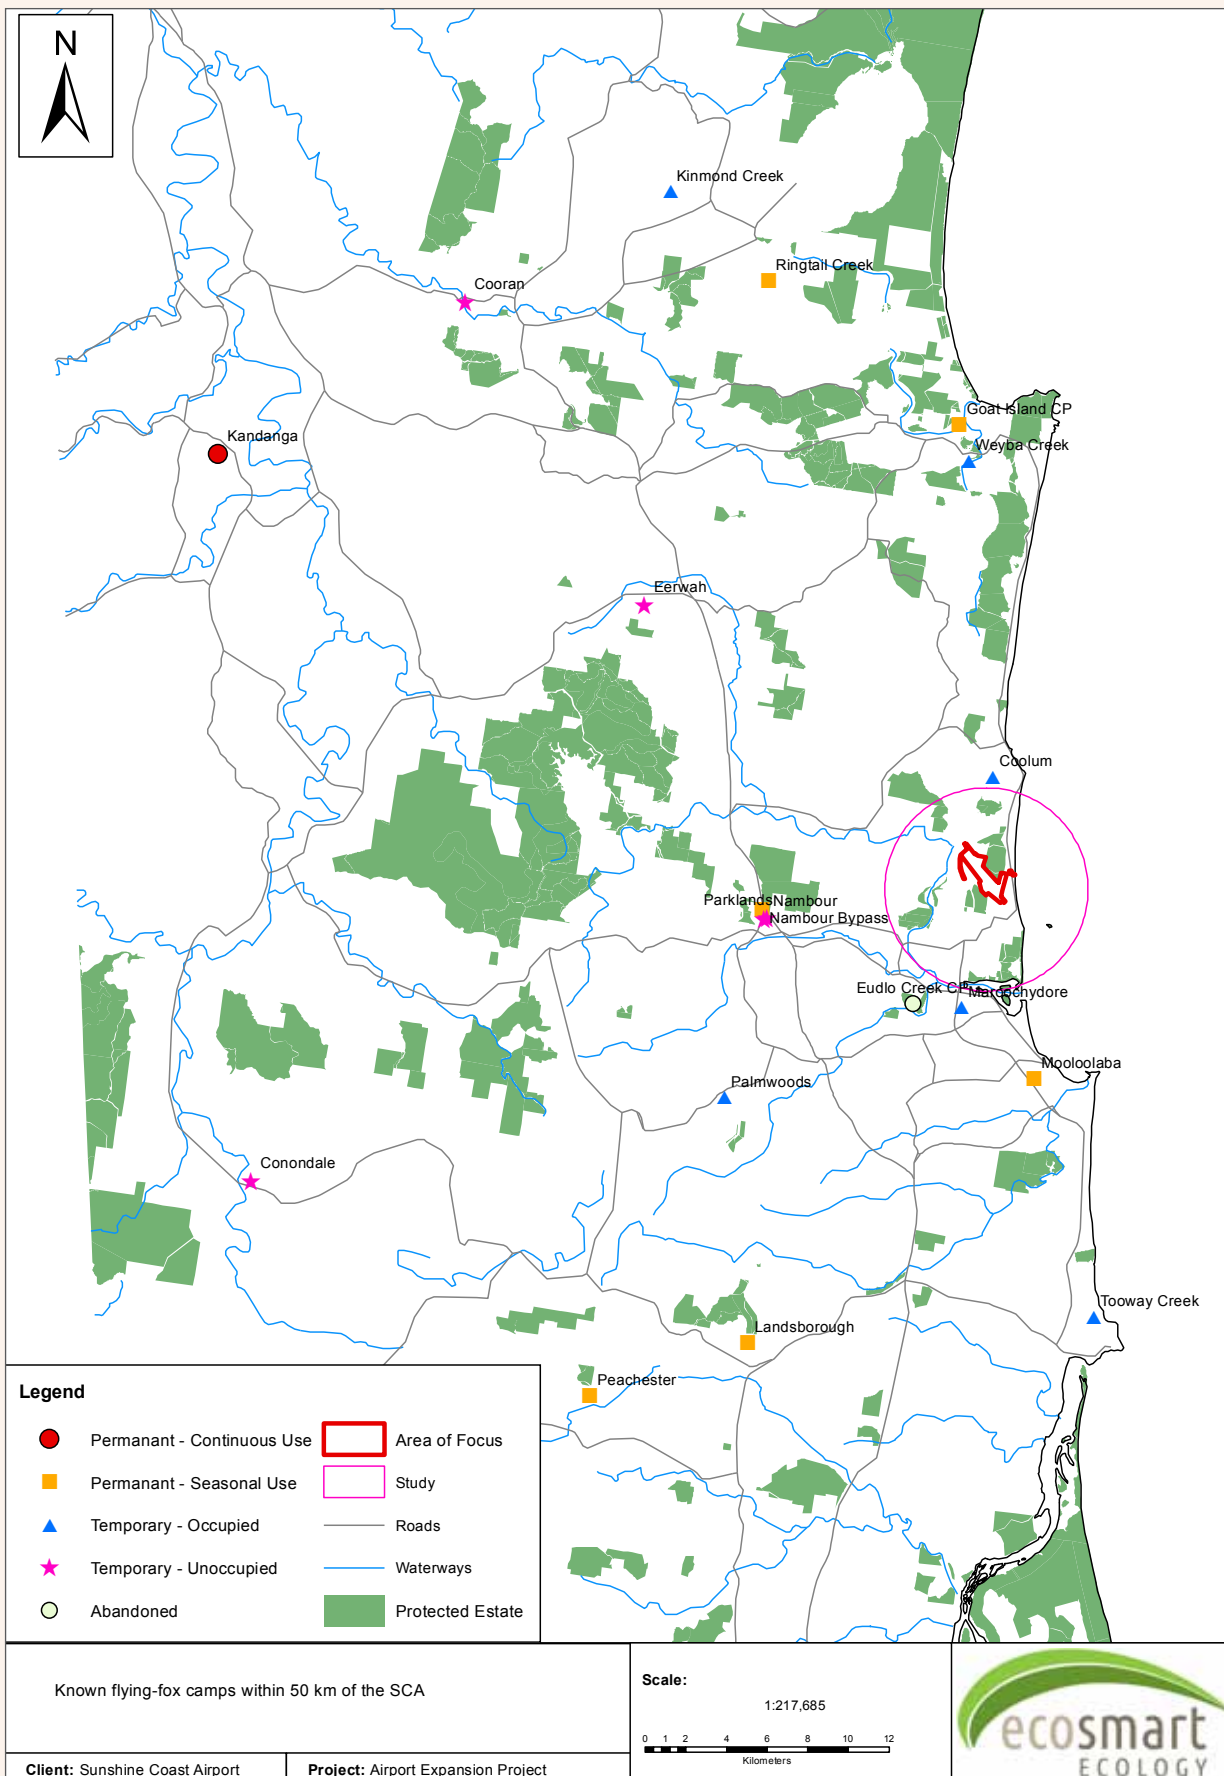 N
Kinmond Creek
Ringtail Creek
Cooran
Goat Island CP
Kandanga
Weyba Creek
Eerwah
Coolum
Parklands Nambour
Nambour Bypass
Eudlo Creek CP
Maroochydore
Mooloolaba
Palmwoods
Conondale
Tooway Creek
Landsborough
Peachester
Legend
Permanant - Continuous Use
Permanant - Seasonal Use
Temporary - Occupied
Temporary - Unoccupied
Abandoned
Area of Focus
Study
Roads
Waterways
Protected Estate
Known flying-fox camps within 50 km of the SCA
Scale:
1:217,685
0 1 2 4 6 8 10 12
Kilometers
ecosmart
ECOLOGY
Client: Sunshine Coast Airport
Project: Airport Expansion Project